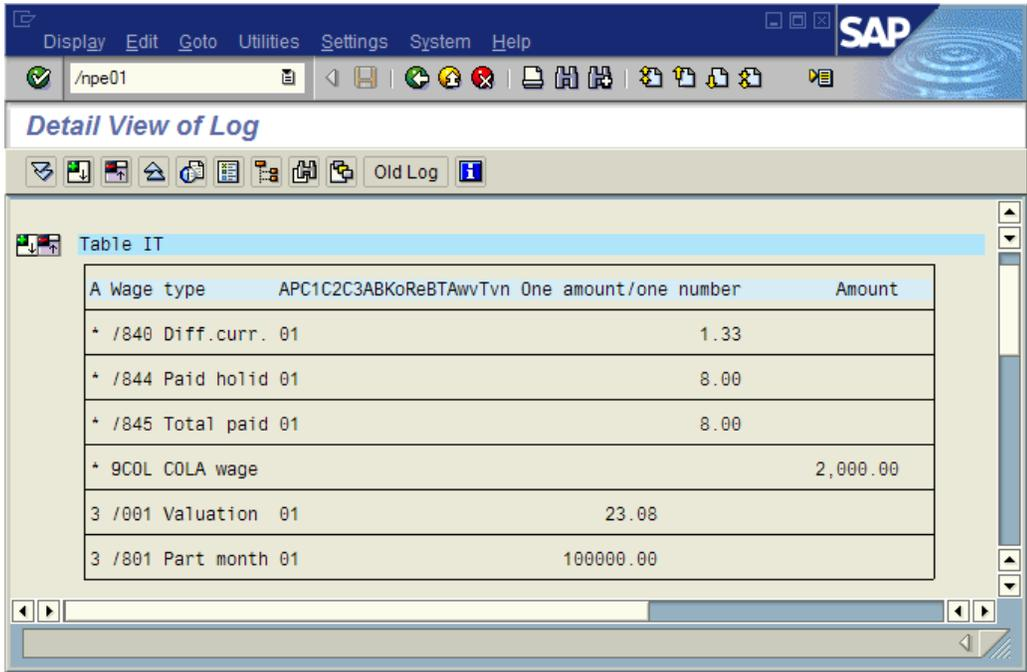 Display Edit Goto Utilities Settings System Help
SAP
/npe01
Detail View of Log
Old Log
Table IT
A Wage type APC1C2C3ABKoReBTAwvTvn One amount/one number Amount
* /840 Diff.curr. 01 1.33
* /844 Paid holid 01 8.00
* /845 Total paid 01 8.00
* 9COL COLA wage 2,000.00
3 /001 Valuation 01 23.08
3 /801 Part month 01 100000.00